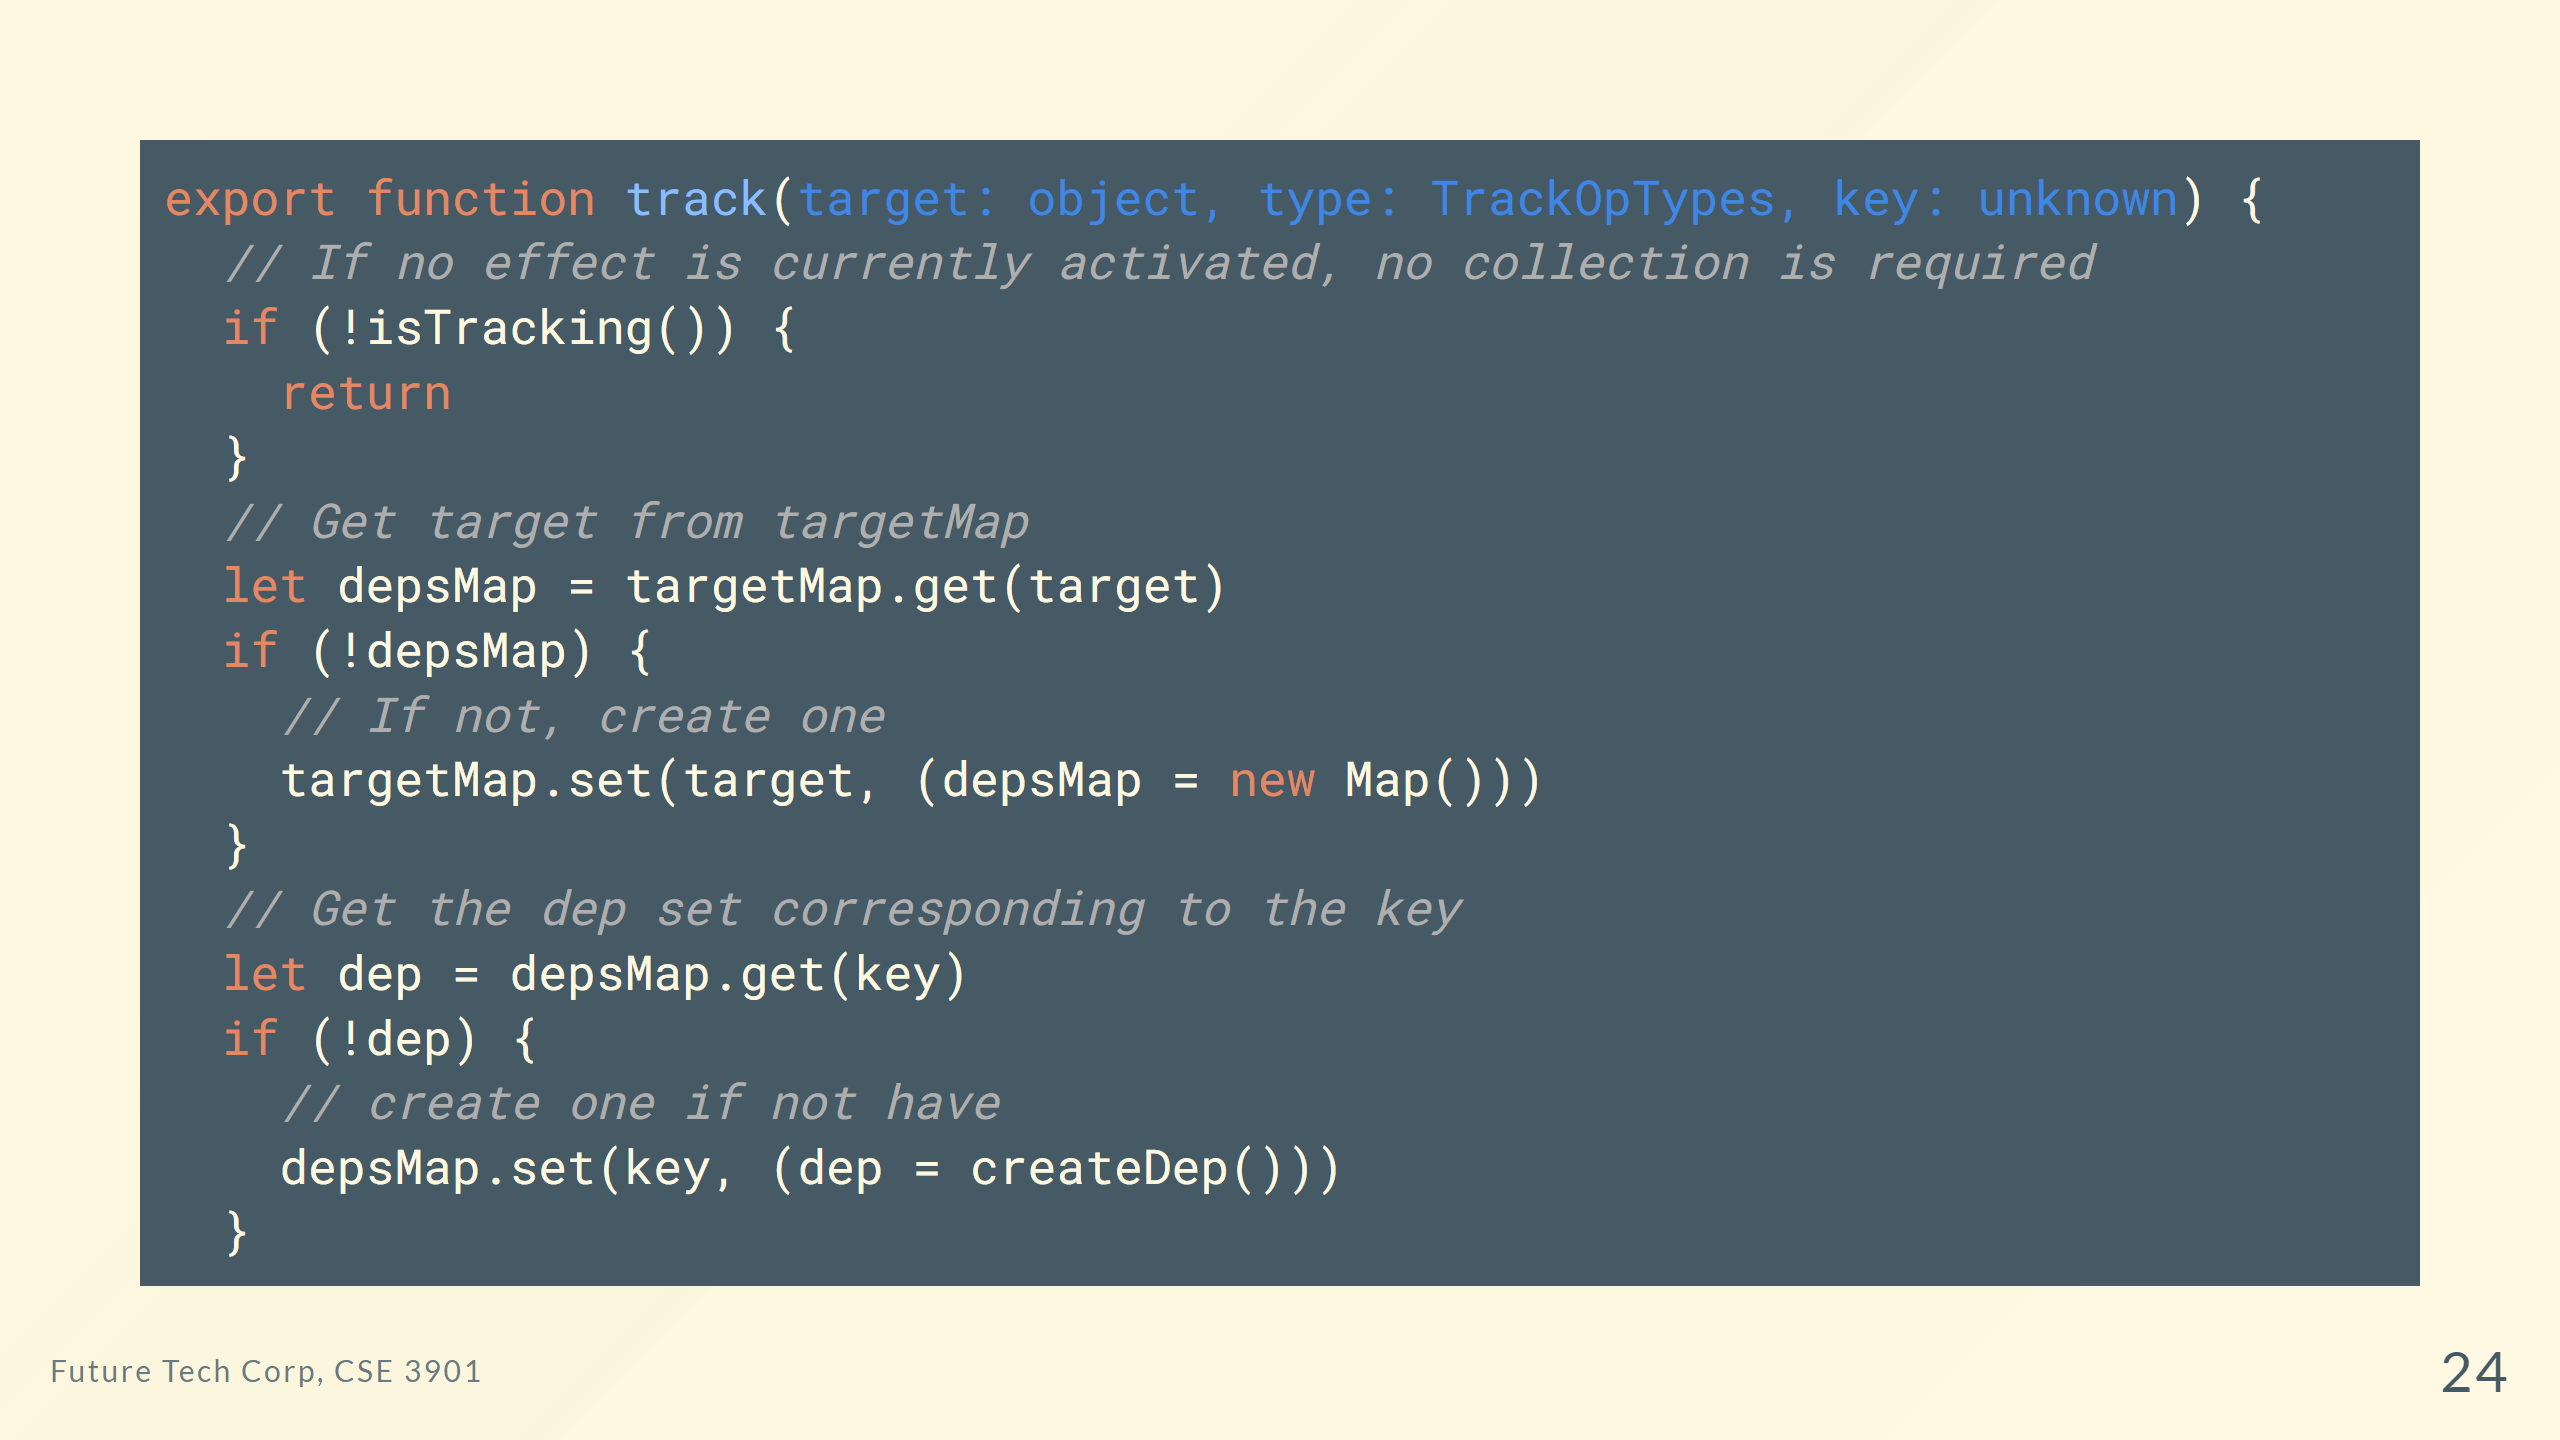 export function track(target: object, type: TrackOpTypes, key: unknown) {
  // If no effect is currently activated, no collection is required
  if (!isTracking()) {
    return
  }
  // Get target from targetMap
  let depsMap = targetMap.get(target)
  if (!depsMap) {
    // If not, create one
    targetMap.set(target, (depsMap = new Map()))
  }
  // Get the dep set corresponding to the key
  let dep = depsMap.get(key)
  if (!dep) {
    // create one if not have
    depsMap.set(key, (dep = createDep()))
  }
Future Tech Corp, CSE 3901
24